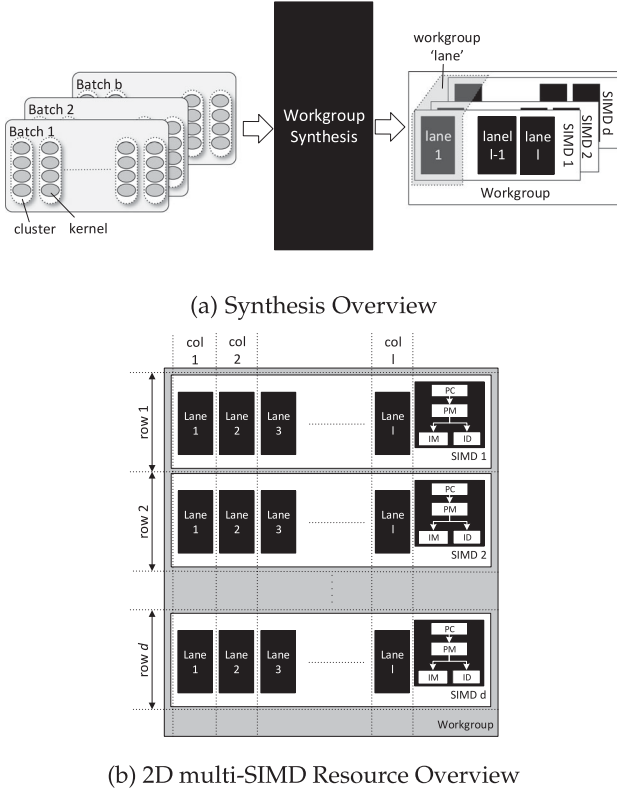 workgroup
'lane'
Batch b
Batch 2
Batch 1
Workgroup
Synthesis
lane
1
lanel
l-1
lane
l
SIMD 1
SIMD 2
SIMD d
Workgroup
cluster
kernel
(a) Synthesis Overview
col
1
col
2
col
l
row 1
Lane
1
Lane
2
Lane
3
Lane
l
PC
PM
IM
ID
SIMD 1
row 2
Lane
1
Lane
2
Lane
3
Lane
l
PC
PM
IM
ID
SIMD 2
row d
Lane
1
Lane
2
Lane
3
Lane
l
PC
PM
IM
ID
SIMD d
Workgroup
(b) 2D multi-SIMD Resource Overview